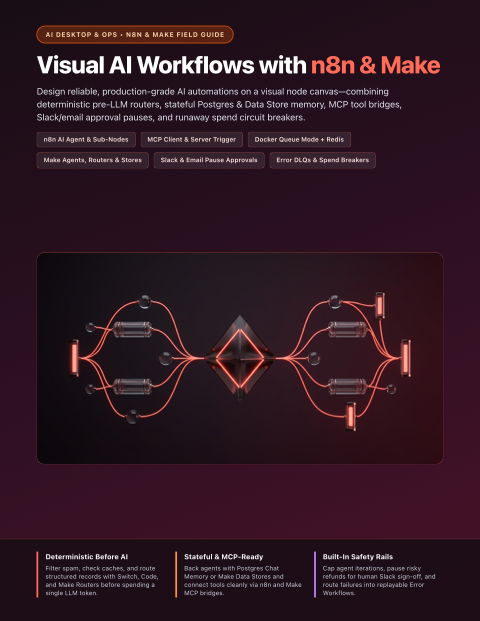 AI DESKTOP & OPS • N8N & MAKE FIELD GUIDE
Visual AI Workflows with n8n & Make
Design reliable, production-grade AI automations on a visual node canvas—combining
deterministic pre-LLM routers, stateful Postgres & Data Store memory, MCP tool bridges,
Slack/email approval pauses, and runaway spend circuit breakers.
n8n AI Agent & Sub-Nodes
MCP Client & Server Trigger
Docker Queue Mode + Redis
Make Agents, Routers & Stores
Slack & Email Pause Approvals
Error DLQs & Spend Breakers
Deterministic Before AI
Filter spam, check caches, and route
structured records with Switch, Code,
and Make Routers before spending a
single LLM token.
Stateful & MCP-Ready
Back agents with Postgres Chat
Memory or Make Data Stores and
connect tools cleanly via n8n and Make
MCP bridges.
Built-In Safety Rails
Cap agent iterations, pause risky
refunds for human Slack sign-off, and
route failures into replayable Error
Workflows.